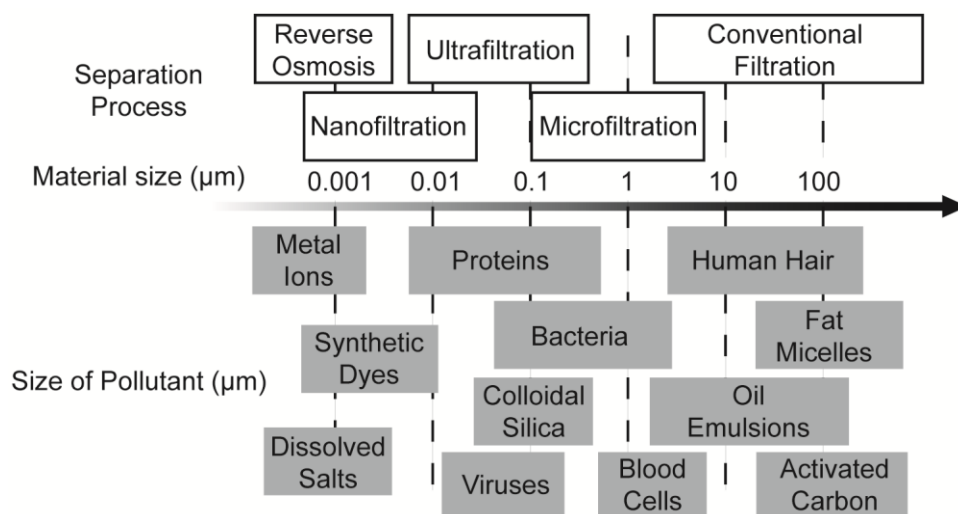 Separation
Process
Reverse
Osmosis
Ultrafiltration
Conventional
Filtration
Nanofiltration
Microfiltration
Material size (μm)
0.001
0.01
0.1
1
10
100
Metal
Ions
Proteins
Human Hair
Synthetic
Dyes
Bacteria
Fat
Micelles
Size of Pollutant (μm)
Colloidal
Silica
Oil
Emulsions
Dissolved
Salts
Viruses
Blood
Cells
Activated
Carbon